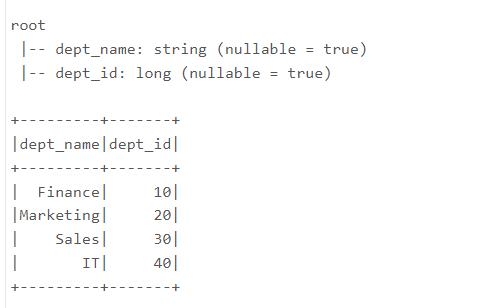 root
 |-- dept_name: string (nullable = true)
 |-- dept_id: long (nullable = true)

+---------+-------+
|dept_name|dept_id|
+---------+-------+
|  Finance|     10|
|Marketing|     20|
|    Sales|     30|
|       IT|     40|
+---------+-------+